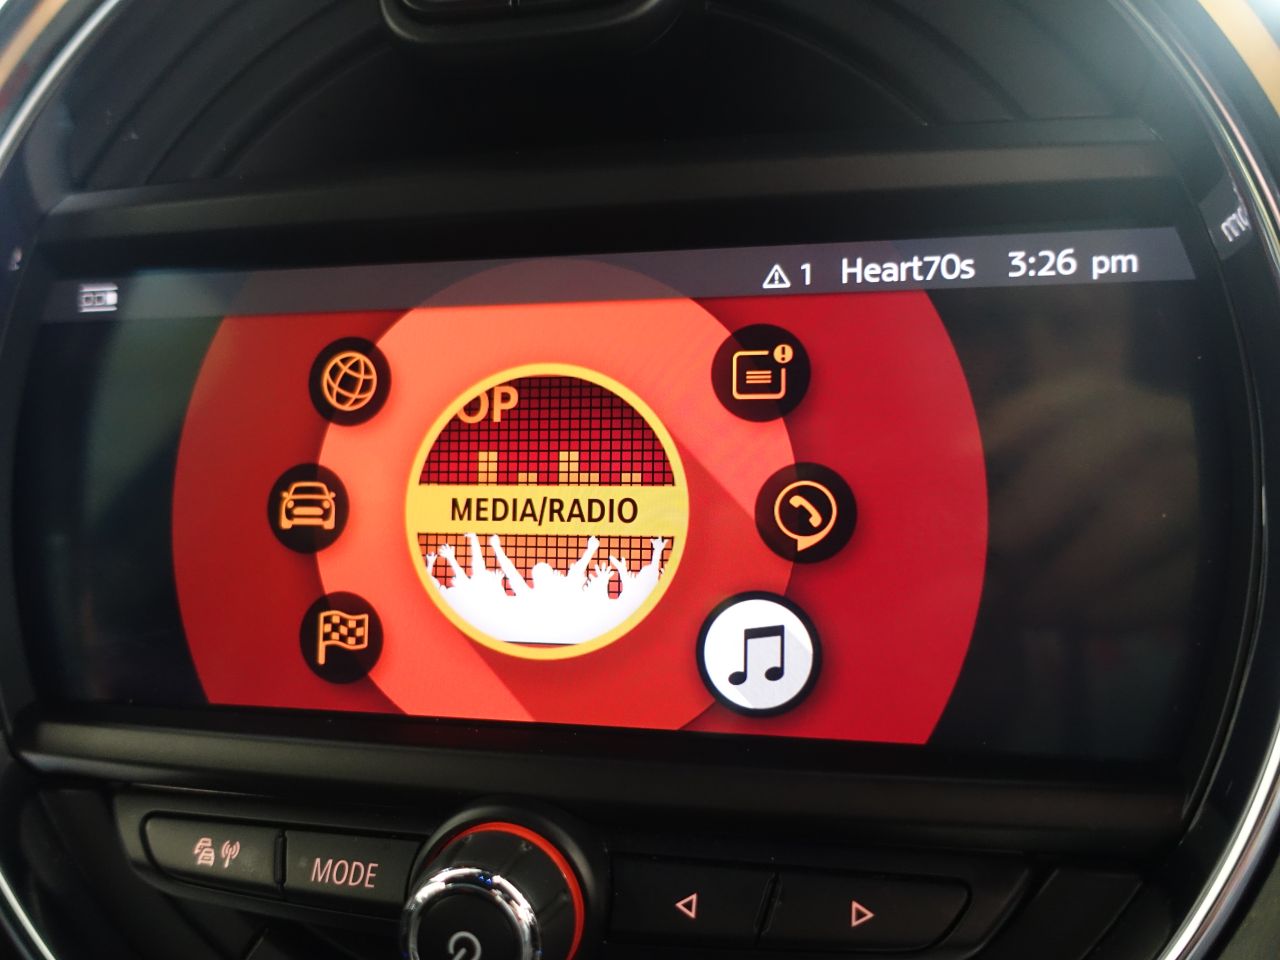 1 Heart70s 3:26 pm
OP
MEDIA/RADIO
MODE